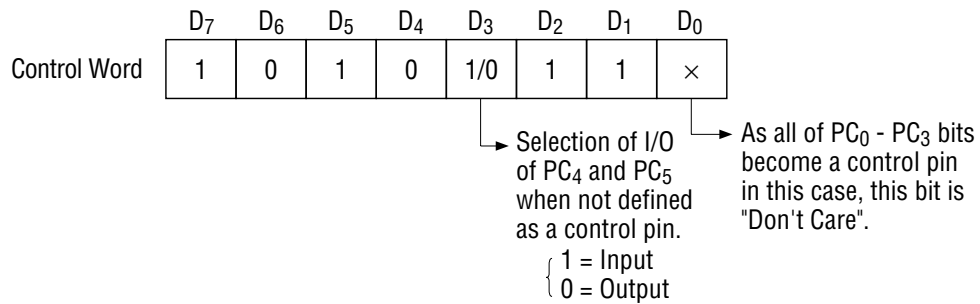 D7 D6 D5 D4 D3 D2 D1 D0
Control Word 1 0 1 0 1/0 1 1 ×
Selection of I/O
of PC4 and PC5
when not defined
as a control pin.
1 = Input
0 = Output
As all of PC0 - PC3 bits
become a control pin
in this case, this bit is
"Don't Care".